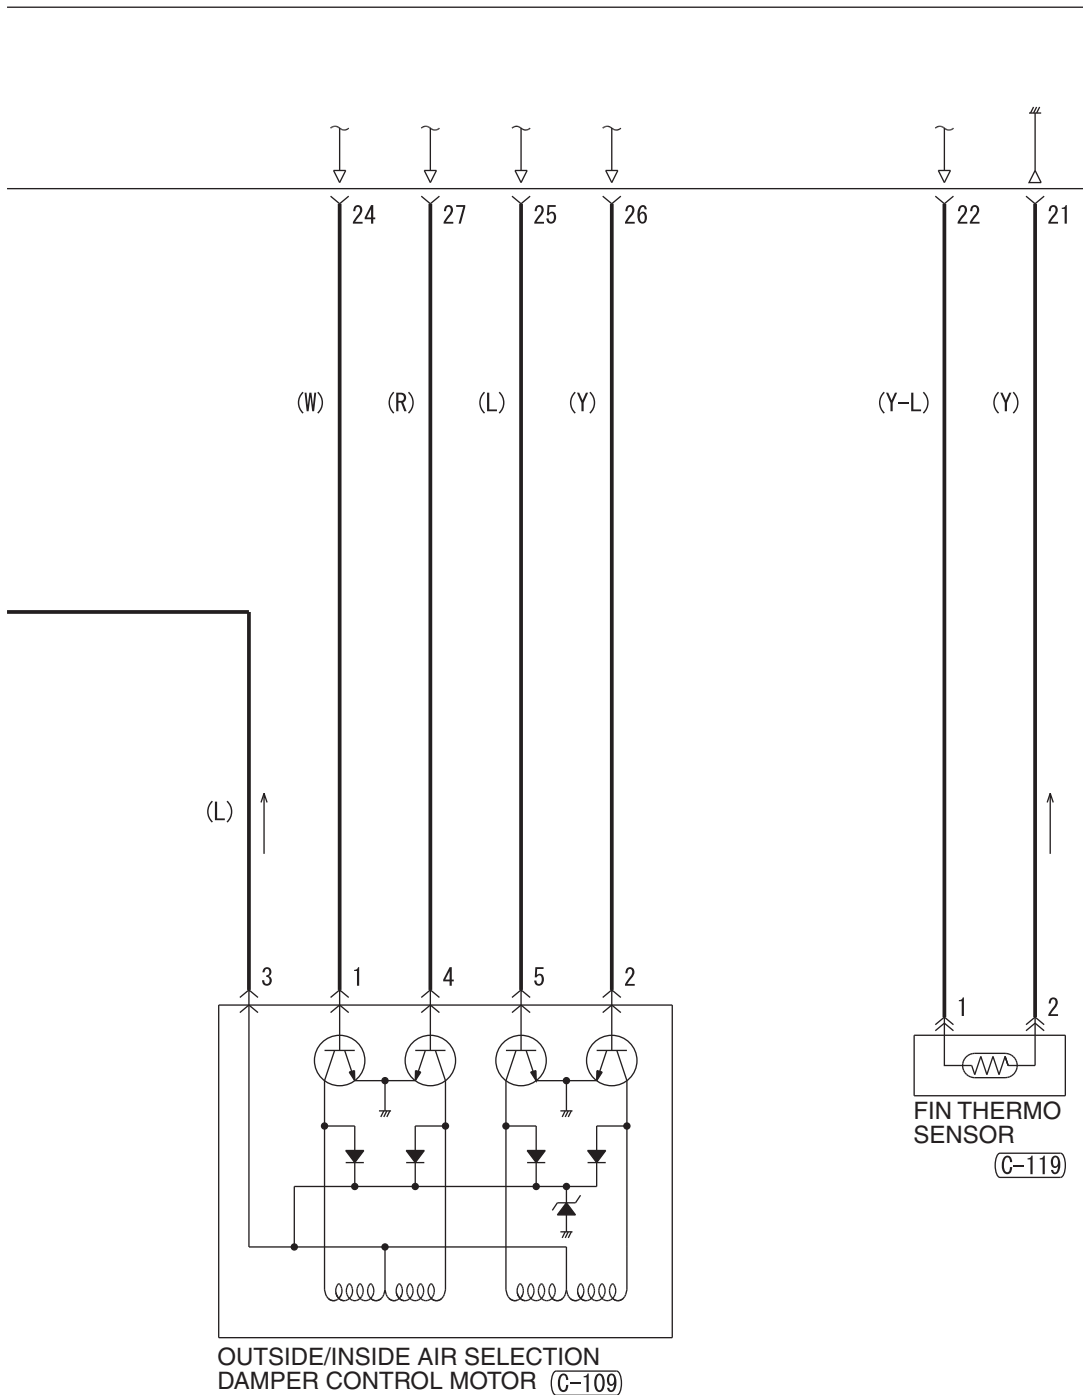 24 27 25 26 22 21
(W) (R) (L) (Y) (Y-L) (Y)
(L)
3 1 4 5 2
1 2
FIN THERMO
SENSOR
C-119
OUTSIDE/INSIDE AIR SELECTION
DAMPER CONTROL MOTOR C-109